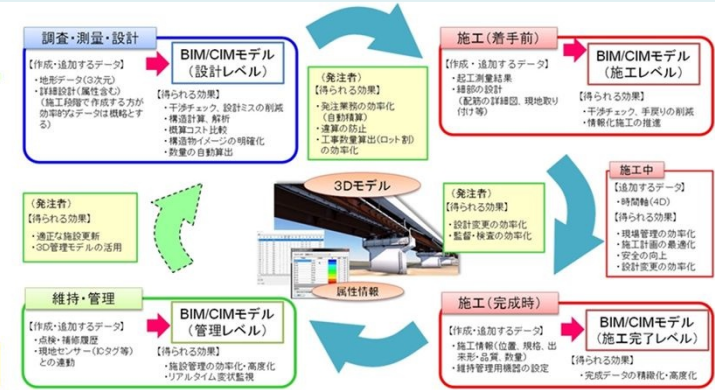 調査・測量・設計
【作成・追加するデータ】
・地形データ(3次元)
・詳細設計(属性含む)
(施工段階で作成する方が
効率的なデータは概略とする)
BIM/CIMモデル
(設計レベル)
【得られる効果】
・干渉チェック、設計ミスの削減
・構造計算、解析
・概算コスト比較
・構造物イメージの明確化
・数量の自動算出
(発注者)
【得られる効果】
・発注業務の効率化
(自動積算)
・違算の防止
・工事数量算出(ロット割)
の効率化
施工(着手前)
【作成・追加するデータ】
・起工測量結果
・細部の設計
(配筋の詳細図、現地取り
付け等)
BIM/CIMモデル
(施工レベル)
【得られる効果】
・干渉チェック、手戻りの削減
・情報化施工の推進
施工中
【追加するデータ】
・時間軸(4D)
【得られる効果】
・現場管理の効率化
・施工計画の最適化
・安全の向上
・設計変更の効率化
(発注者)
【得られる効果】
・設計変更の効率化
・監督・検査の効率化
3Dモデル
属性情報
(発注者)
【得られる効果】
・適正な施設更新
・3D管理モデルの活用
維持・管理
【作成・追加するデータ】
・点検・補修履歴
・現地センサー(ICタグ等)
との連動
BIM/CIMモデル
(管理レベル)
【得られる効果】
・施設管理の効率化・高度化
・リアルタイム変状監視
施工(完成時)
【作成・追加するデータ】
・施工情報(位置、規格、出
来形・品質、数量)
・維持管理用機器の設定
BIM/CIMモデル
(施工完了レベル)
【得られる効果】
・完成データの精緻化・高度化